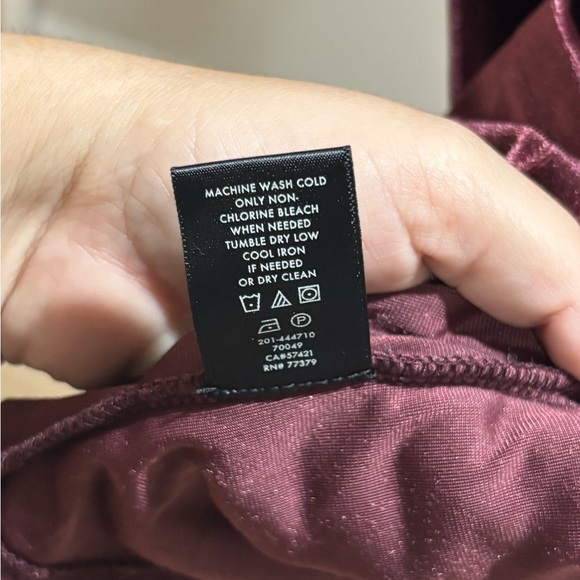 MACHINE WASH COLD
ONLY NON-
CHLORINE BLEACH
WHEN NEEDED
TUMBLE DRY LOW
COOL IRON
IF NEEDED
OR DRY CLEAN
P
201-444710
70049
CA#57421
RN# 77379